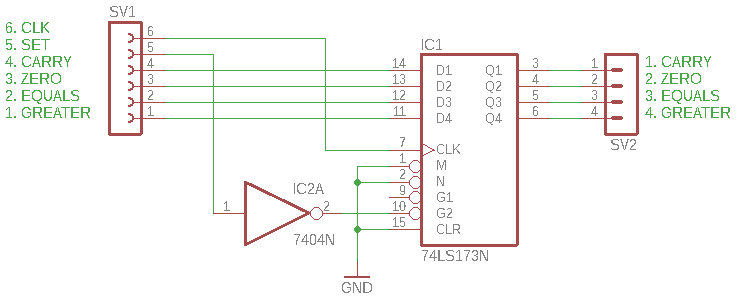 SV1
6. CLK
5. SET
4. CARRY
3. ZERO
2. EQUALS
1. GREATER
6
5
4
3
2
1
IC1
14 D1 Q1 3
13 D2 Q2 4
12 D3 Q3 5
11 D4 Q4 6
7 CLK
1 M
2 N
9 G1
10 G2
15 CLR
74LS173N
1
2
3
4
SV2
1. CARRY
2. ZERO
3. EQUALS
4. GREATER
IC2A
1
2
7404N
GND